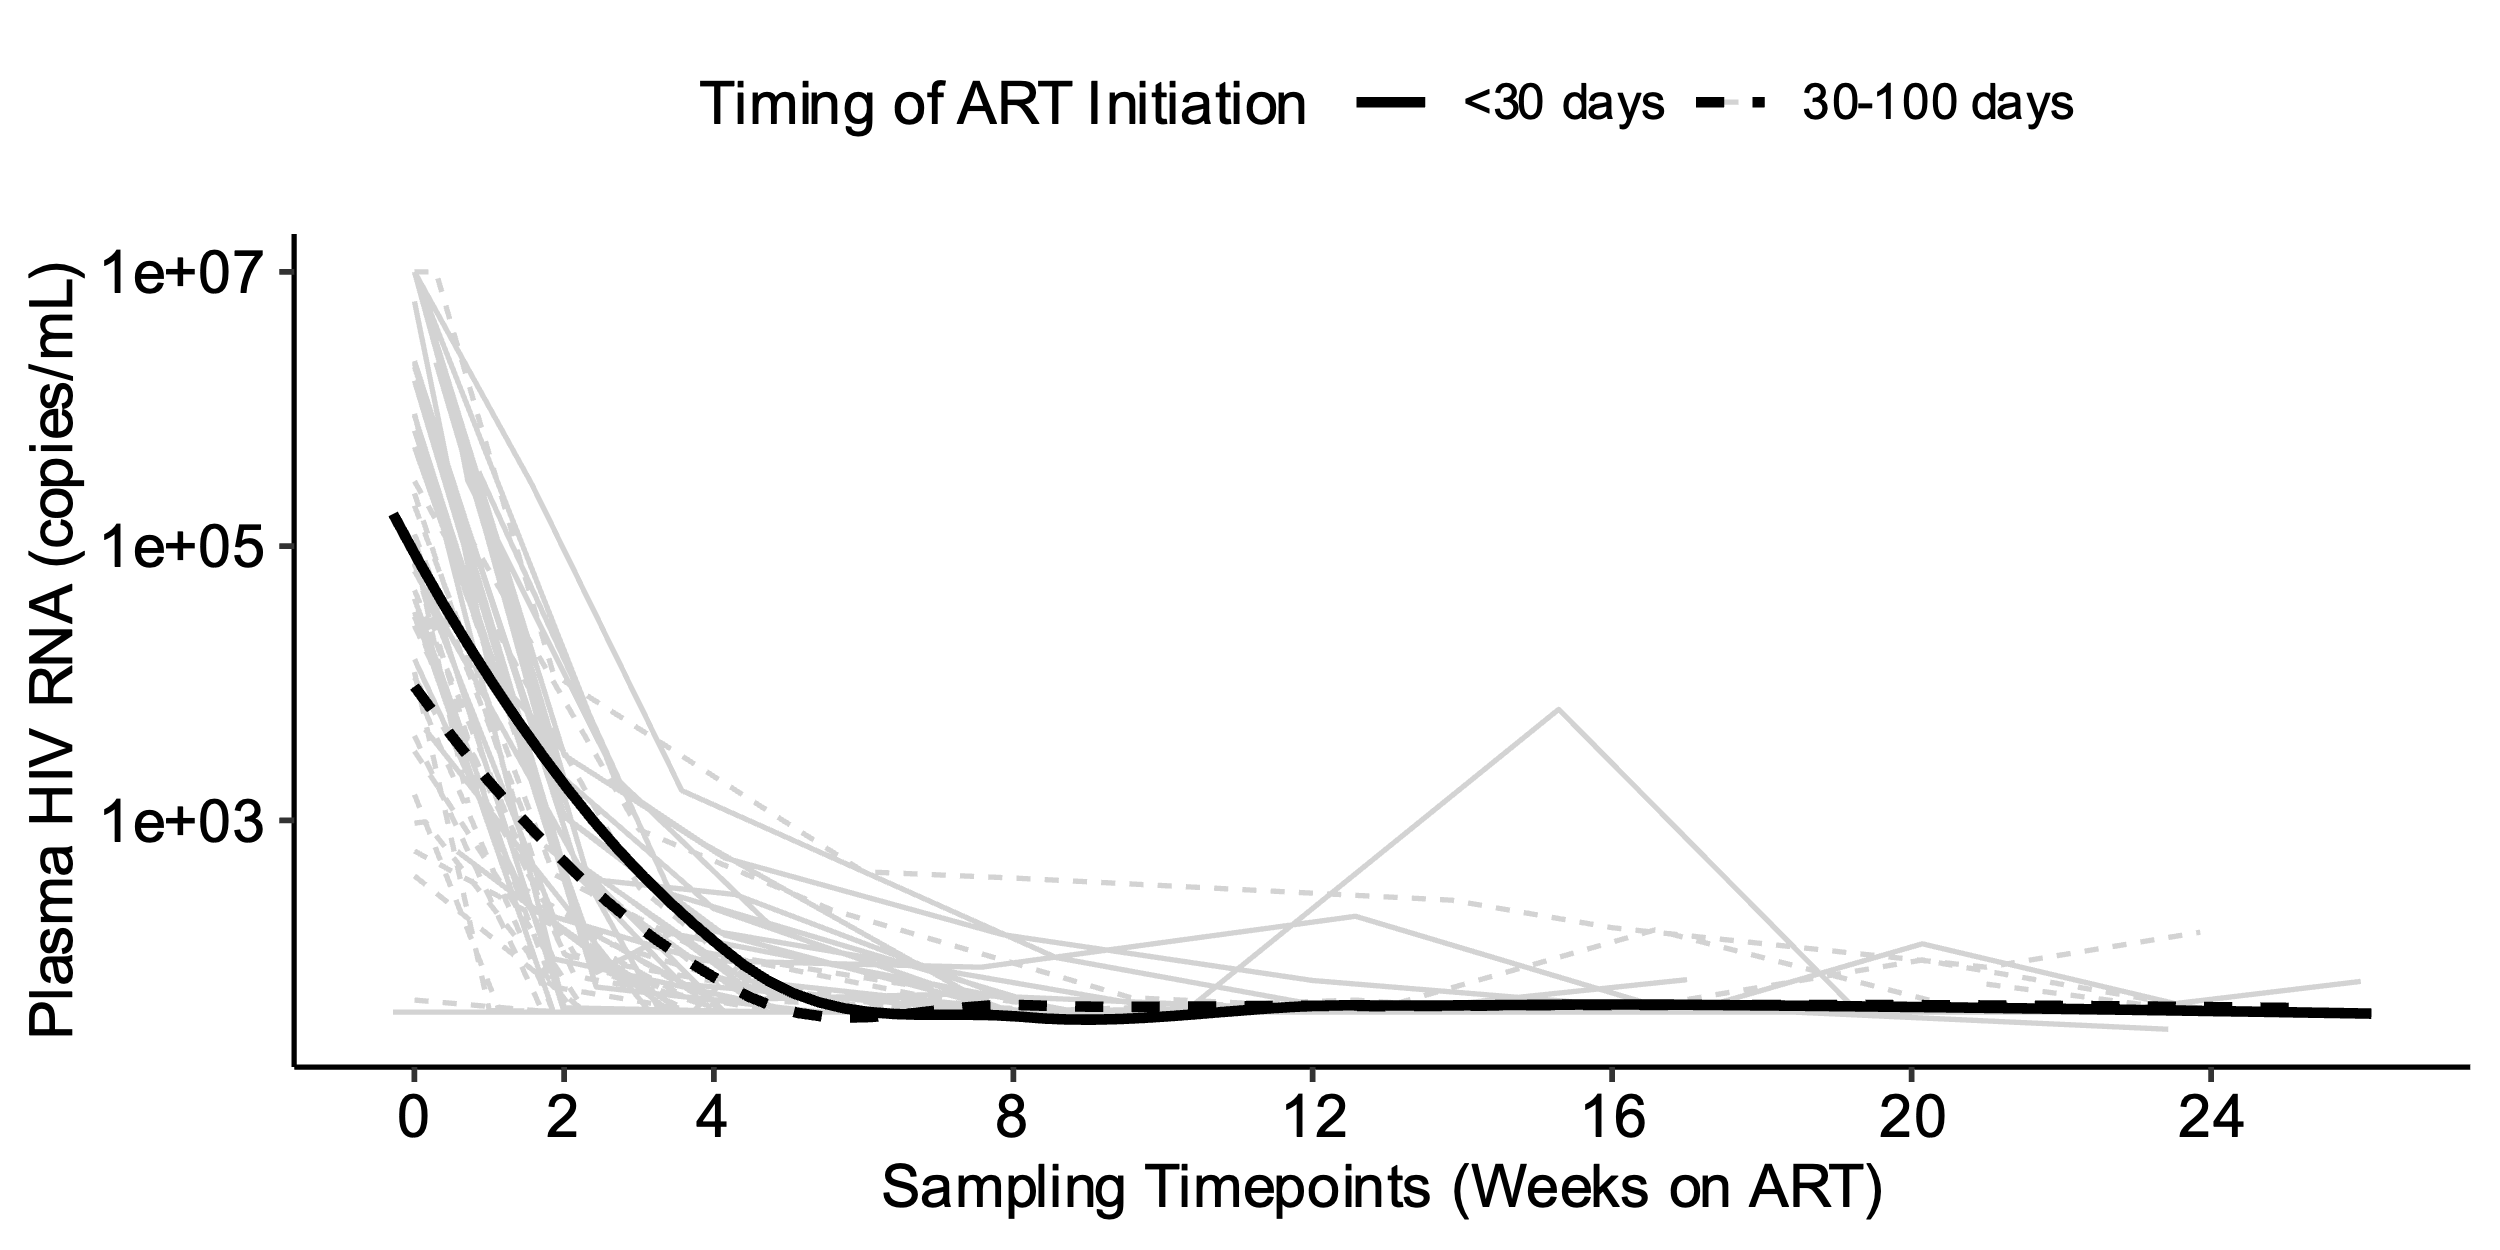 Timing of ART Initiation <30 days 30-100 days
Plasma HIV RNA (copies/mL)
1e+07
1e+05
1e+03
0 2 4 8 12 16 20 24
Sampling Timepoints (Weeks on ART)